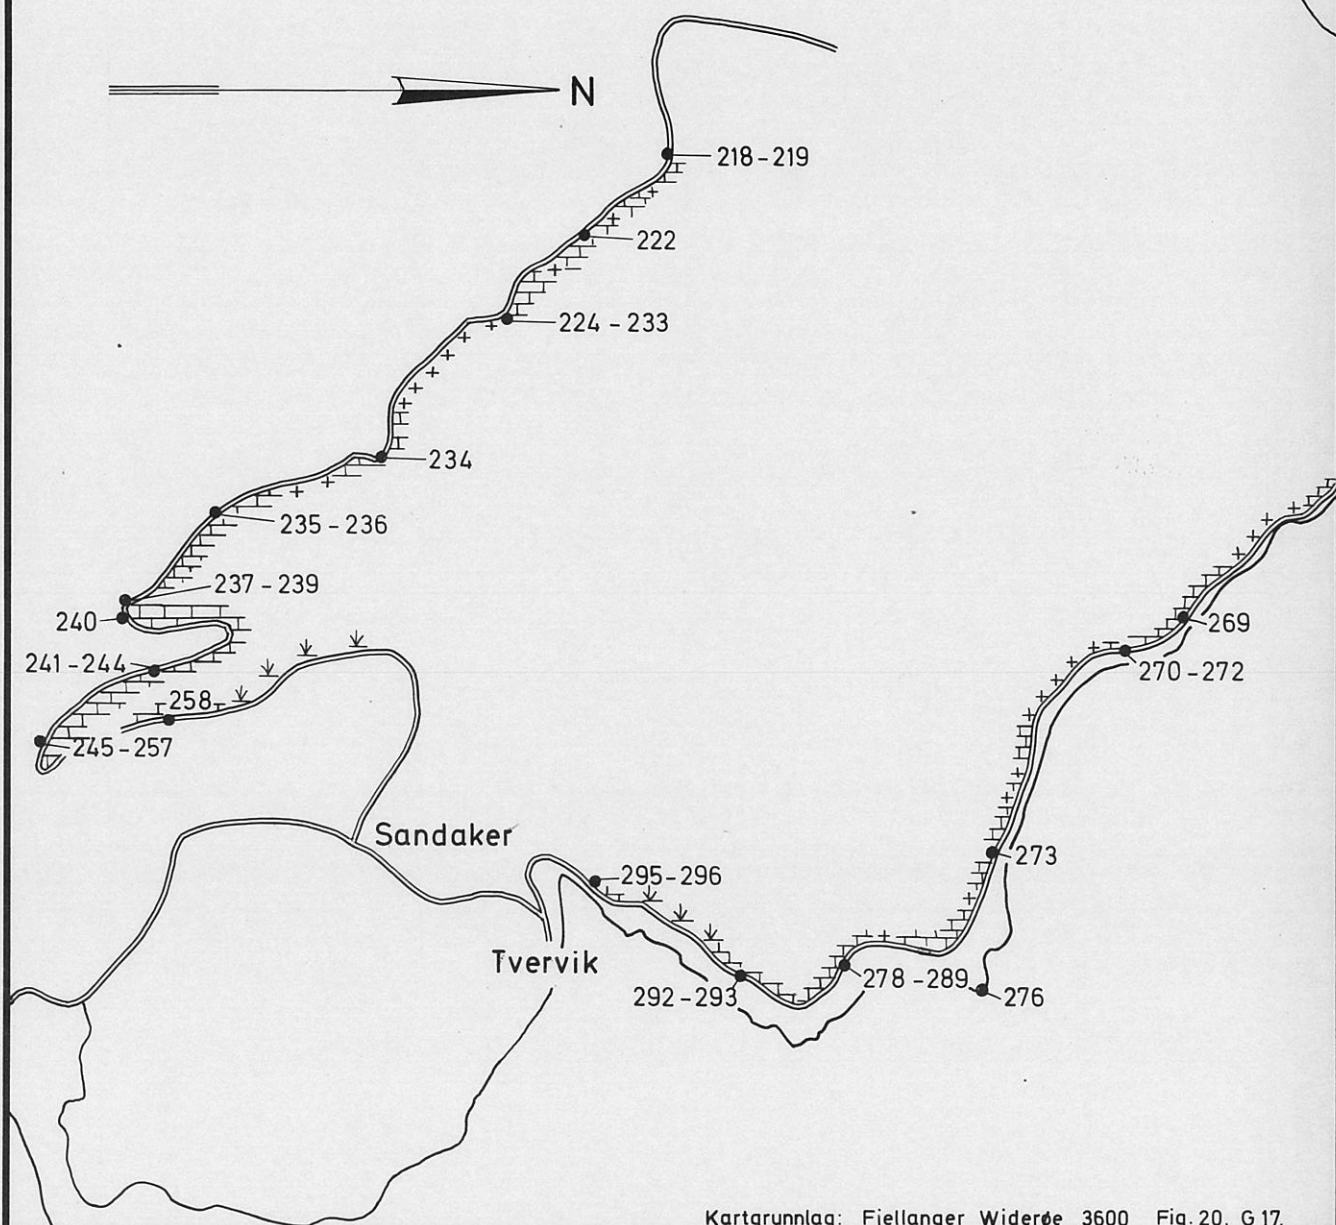 N
218 - 219
222
224 - 233
234
235 - 236
237 - 239
240
241 - 244
258
245 - 257
269
270 - 272
273
Sandaker
295 - 296
Tvervik
278 - 289
292 - 293
276
Kartgrunnlag: Fjellanger Widerøe 3600 Fig. 20. G 17.